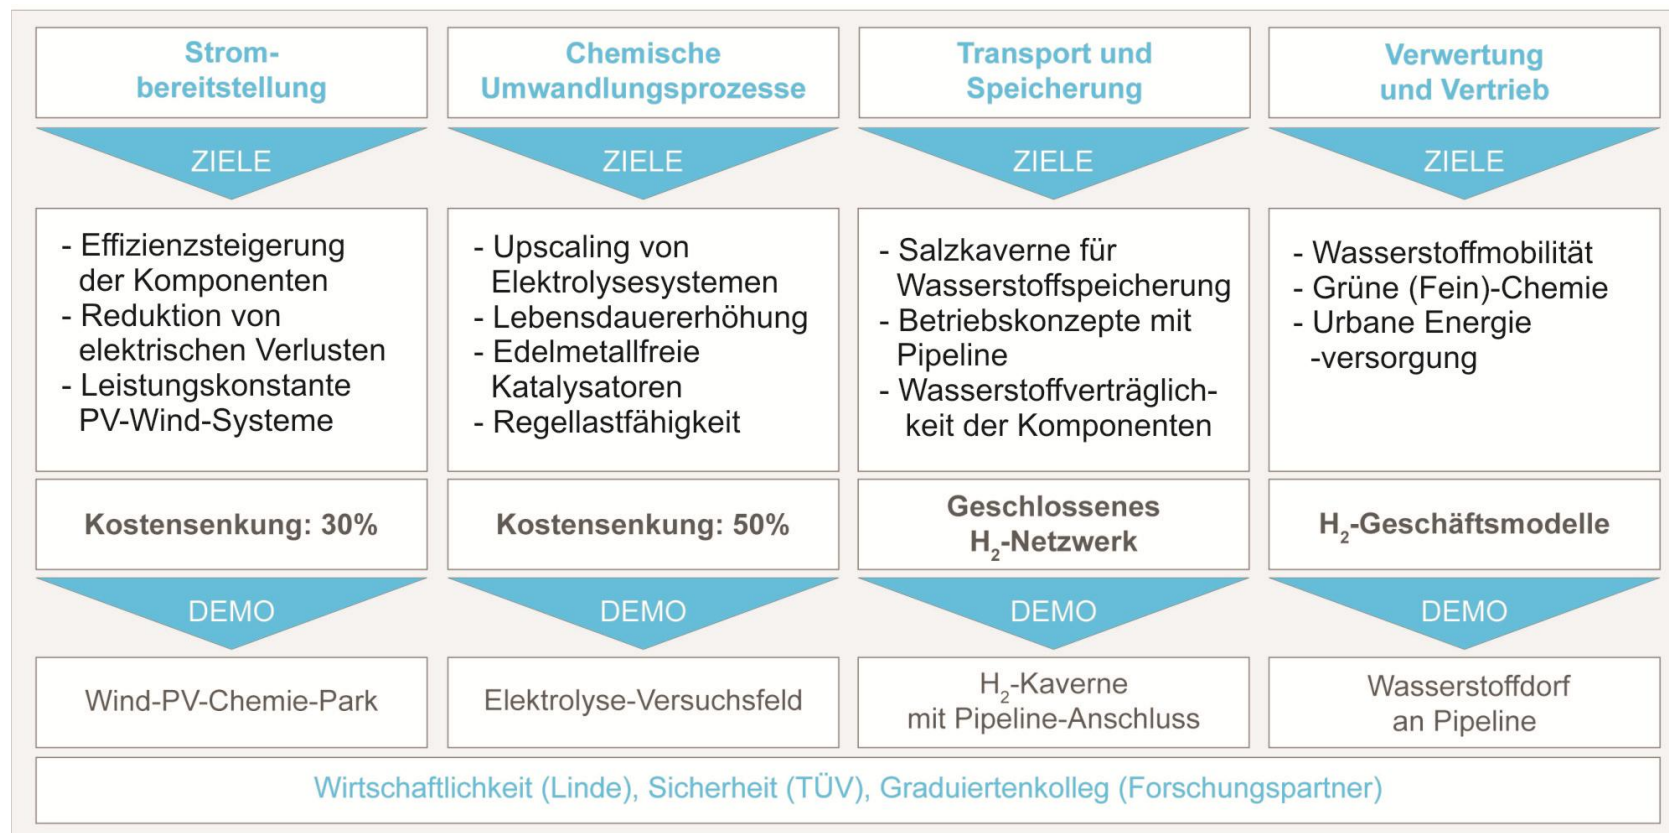 Strom-
bereitstellung
ZIELE
- Effizienzsteigerung
der Komponenten
- Reduktion von
elektrischen Verlusten
- Leistungskonstante
PV-Wind-Systeme
Kostensenkung: 30%
DEMO
Wind-PV-Chemie-Park
Chemische
Umwandlungsprozesse
ZIELE
- Upscaling von
Elektrolysesystemen
- Lebensdauererhöhung
- Edelmetallfreie
Katalysatoren
- Regellastfähigkeit
Kostensenkung: 50%
DEMO
Elektrolyse-Versuchsfeld
Transport und
Speicherung
ZIELE
- Salzkaverne für
Wasserstoffspeicherung
- Betriebskonzepte mit
Pipeline
- Wasserstoffverträglich-
keit der Komponenten
Geschlossenes
H₂-Netzwerk
DEMO
H₂-Kaverne
mit Pipeline-Anschluss
Verwertung
und Vertrieb
ZIELE
- Wasserstoffmobilität
- Grüne (Fein)-Chemie
- Urbane Energie
-versorgung
H₂-Geschäftsmodelle
DEMO
Wasserstoffdorf
an Pipeline
Wirtschaftlichkeit (Linde), Sicherheit (TÜV), Graduiertenkolleg (Forschungspartner)